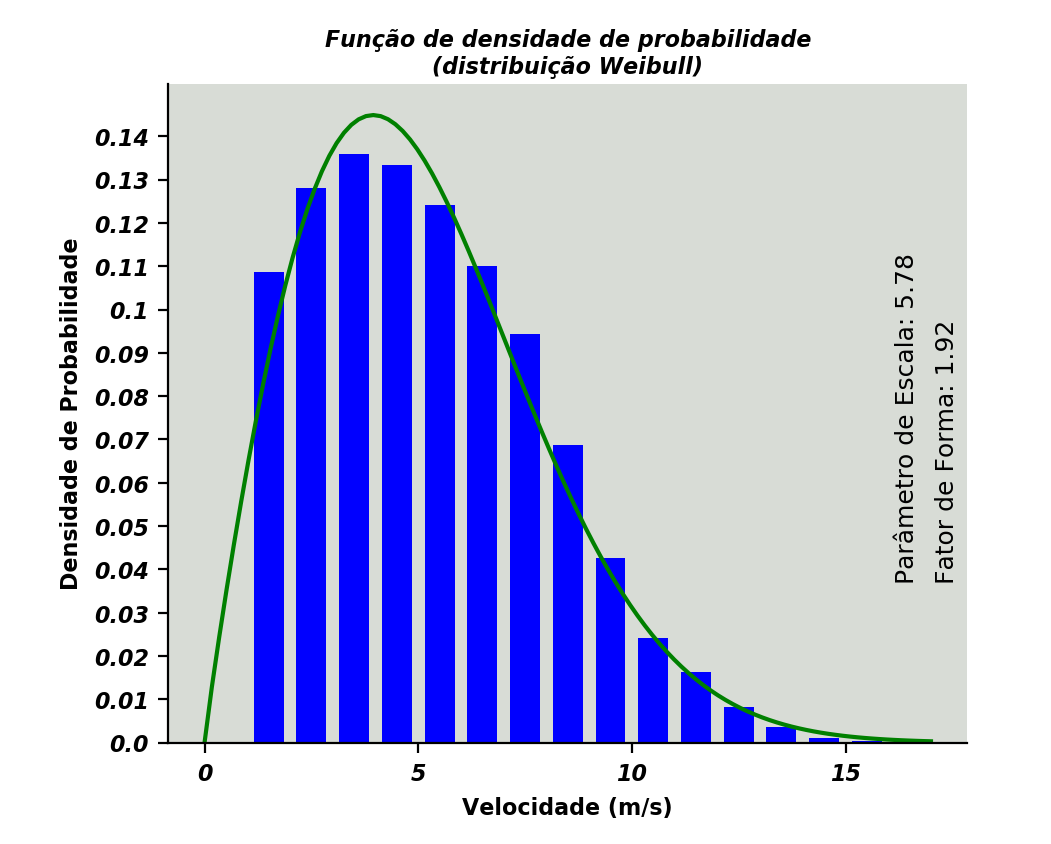 Função de densidade de probabilidade
(distribuição Weibull)
Densidade de Probabilidade
0.14
0.13
0.12
0.11
0.1
0.09
0.08
0.07
0.06
0.05
0.04
0.03
0.02
0.01
0.0
Parâmetro de Escala: 5.78
Fator de Forma: 1.92
0 5 10 15
Velocidade (m/s)